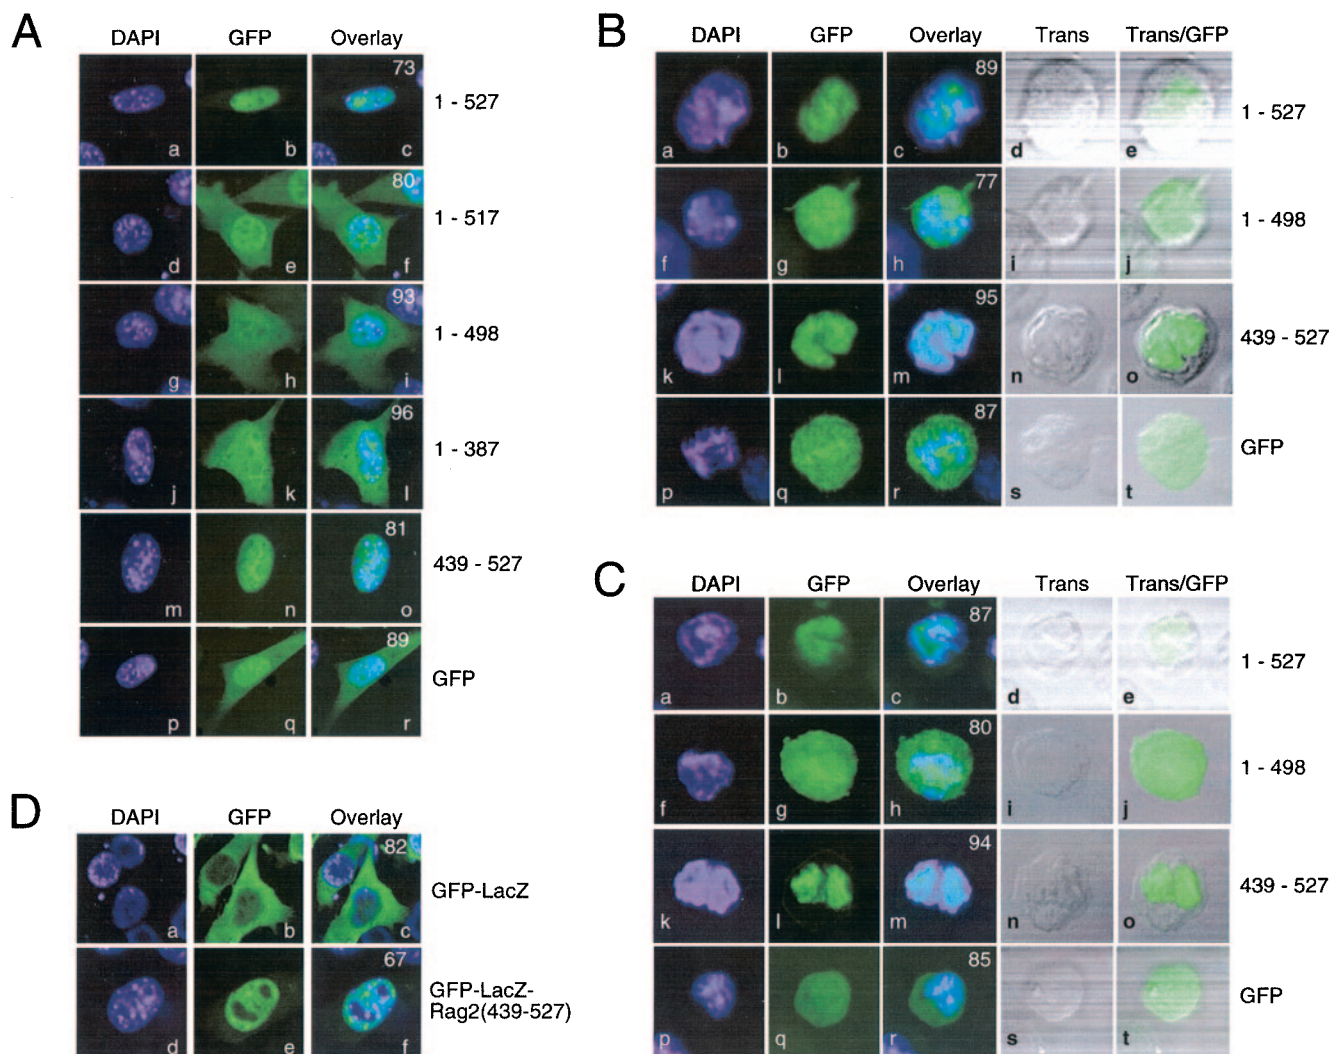 A
DAPI GFP Overlay
73
a b c
1 - 527
80
d e f
1 - 517
93
g h i
1 - 498
96
j k l
1 - 387
81
m n o
439 - 527
89
p q r
GFP
B
DAPI GFP Overlay Trans Trans/GFP
89
a b c d e
1 - 527
77
f g h i j
1 - 498
95
k l m n o
439 - 527
87
p q r s t
GFP
C
DAPI GFP Overlay Trans Trans/GFP
87
a b c d e
1 - 527
80
f g h i j
1 - 498
94
k l m n o
439 - 527
85
p q r s t
GFP
D
DAPI GFP Overlay
82
a b c
GFP-LacZ
67
d e f
GFP-LacZ-
Rag2(439-527)